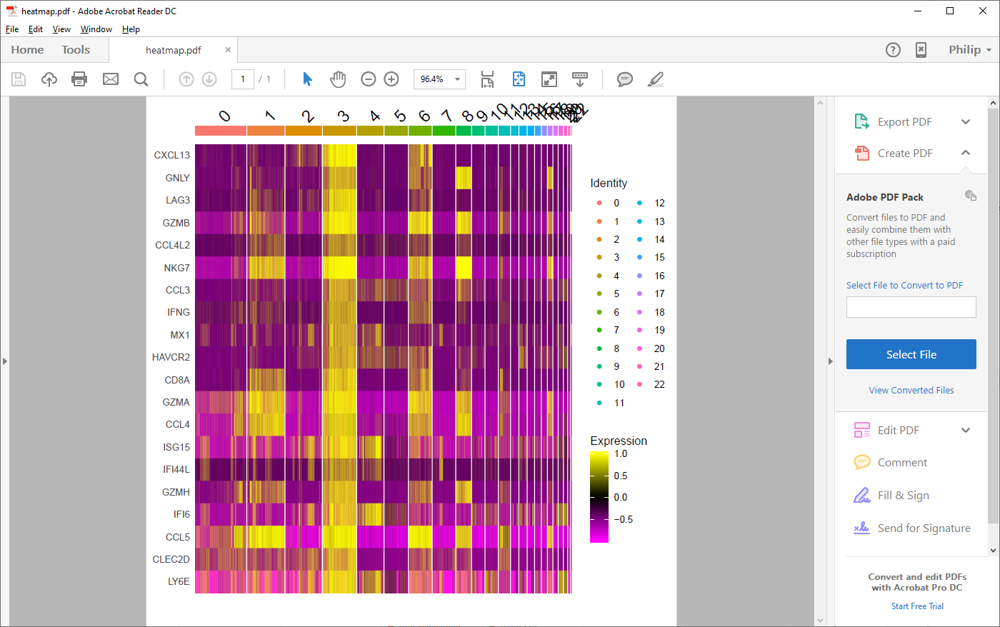 heatmap.pdf - Adobe Acrobat Reader DC
File Edit View Window Help
Home Tools heatmap.pdf × Philip
1 / 1 96.4%
0 1 2 3 4 5 6 7 8 9 10 11 12 13
CXCL13
GNLY
LAG3
GZMB
CCL4L2
NKG7
CCL3
IFNG
MX1
HAVCR2
CD8A
GZMA
CCL4
ISG15
IFI44L
GZMH
IFI6
CCL5
CLEC2D
LY6E
Identity
0 12
1 13
2 14
3 15
4 16
5 17
6 18
7 19
8 20
9 21
10 22
11
Expression
1.0
0.5
0.0
−0.5
Export PDF
Create PDF
Adobe PDF Pack
Convert files to PDF and
easily combine them with
other file types with a paid
subscription
Select File to Convert to PDF
Select File
View Converted Files
Edit PDF
Comment
Fill & Sign
Send for Signature
Convert and edit PDFs
with Acrobat Pro DC
Start Free Trial